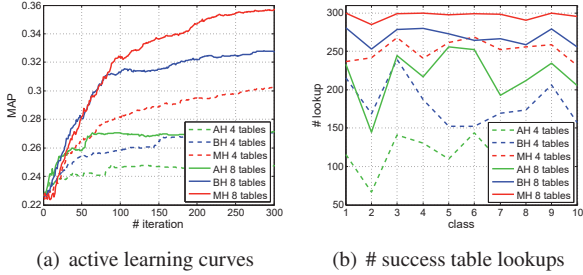 0.36
0.34
0.32
0.3
0.28
0.26
0.24
0.22
MAP
0
50
100
150
200
250
300
# iteration
AH 4 tables
BH 4 tables
MH 4 tables
AH 8 tables
BH 8 tables
MH 8 tables
(a) active learning curves
300
250
200
150
100
50
# lookup
1
2
3
4
5
6
7
8
9
10
class
AH 4 tables
BH 4 tables
MH 4 tables
AH 8 tables
BH 8 tables
MH 8 tables
(b) # success table lookups